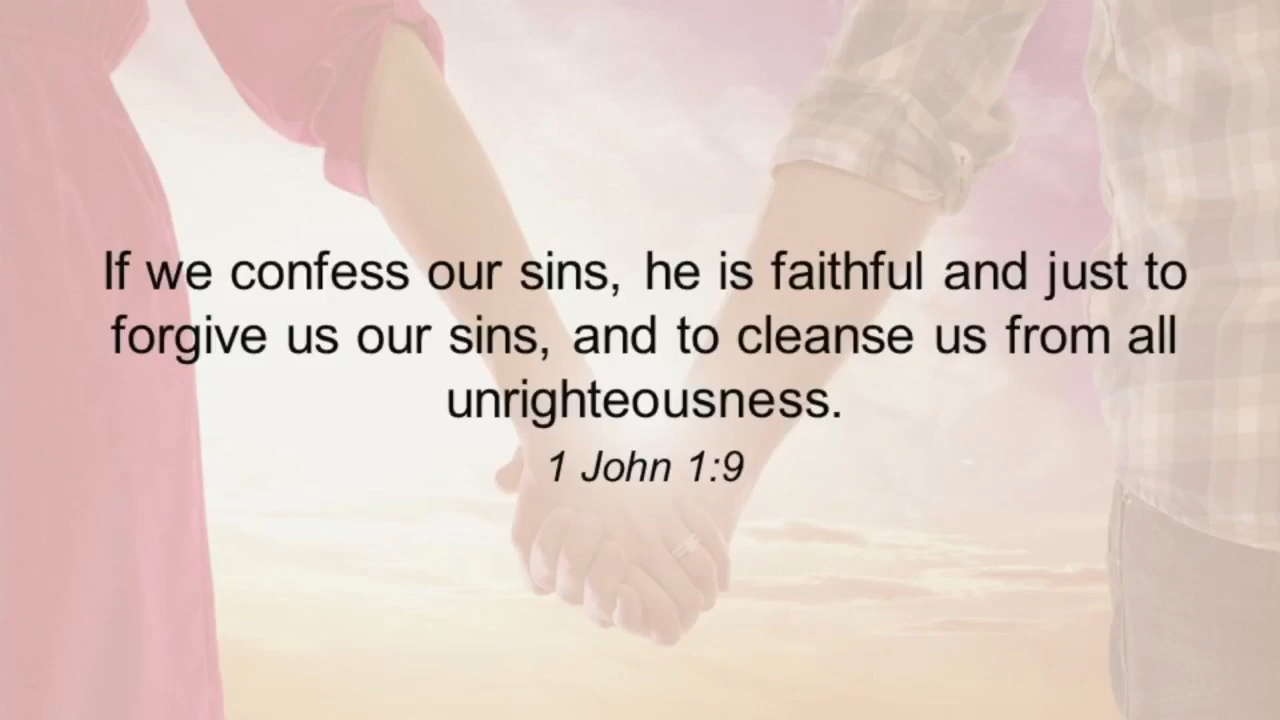 If we confess our sins, he is faithful and just to
forgive us our sins, and to cleanse us from all
unrighteousness.
1 John 1:9